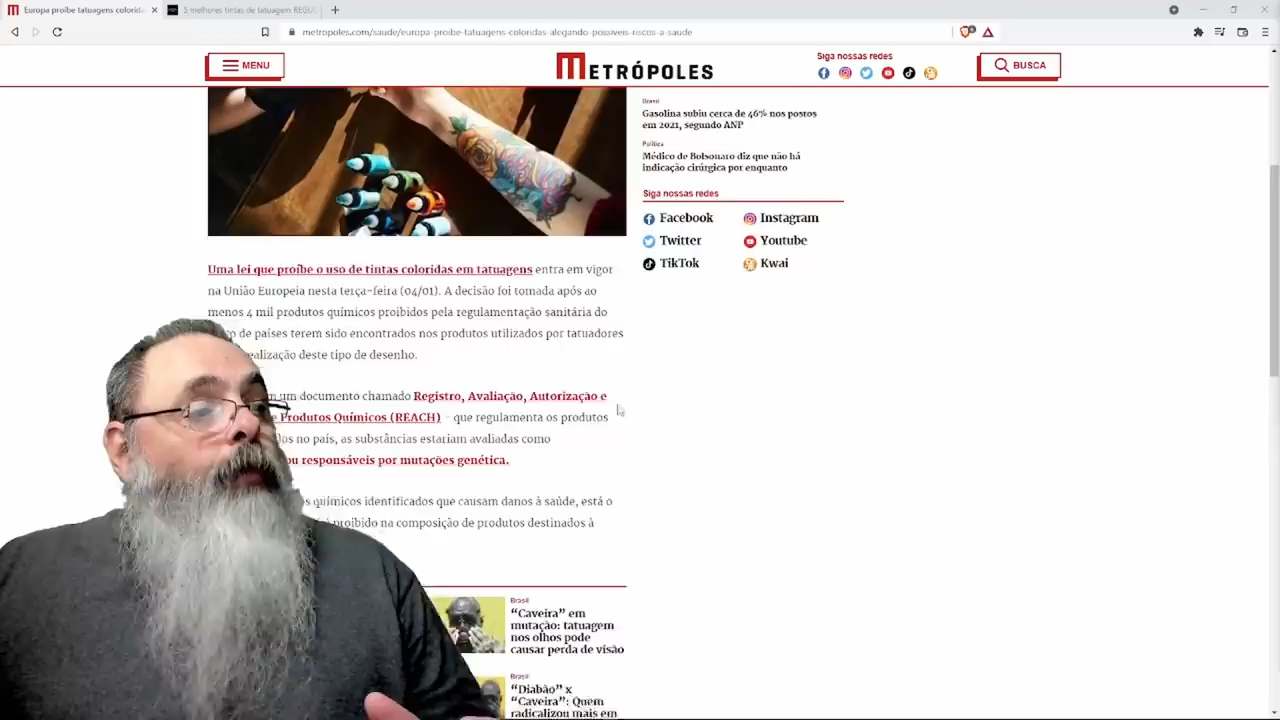 Europa proíbe tatuagens colorida
5 melhores tintas de tatuagem REGU
metropoles.com/saude/europa-proibe-tatuagens-coloridas-alegando-possiveis-riscos-a-saude
MENU
METRÓPOLES
Siga nossas redes
BUSCA
Brasil
Gasolina subiu cerca de 46% nos postos
em 2021, segundo ANP
Política
Médico de Bolsonaro diz que não há
indicação cirúrgica por enquanto
Siga nossas redes
Facebook
Instagram
Twitter
Youtube
TikTok
Kwai
Uma lei que proíbe o uso de tintas coloridas em tatuagens entra em vigor
na União Europeia nesta terça-feira (04/01). A decisão foi tomada após ao
menos 4 mil produtos químicos proibidos pela regulamentação sanitária do
de países terem sido encontrados nos produtos utilizados por tatuadores
ealização deste tipo de desenho.
m um documento chamado Registro, Avaliação, Autorização e
e Produtos Químicos (REACH) - que regulamenta os produtos
os no país, as substâncias estariam avaliadas como
ou responsáveis por mutações genética.
s químicos identificados que causam danos à saúde, está o
proibido na composição de produtos destinados à
Brasil
“Caveira” em
mutação: tatuagem
nos olhos pode
causar perda de visão
Brasil
“Diabão” x
“Caveira”: Quem
radicalizou mais em